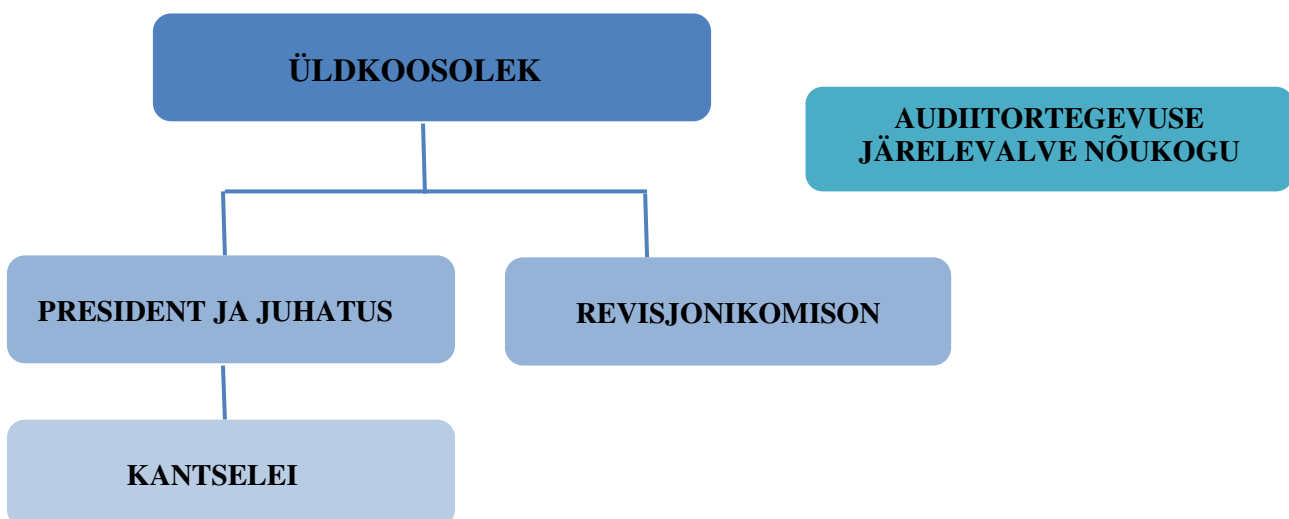 ÜLDKOOSOLEK
AUDIITORTEGEVUSE
JÄRELEVALVE NÕUKOGU
PRESIDENT JA JUHATUS
REVISJONIKOMISON
KANTSELEI